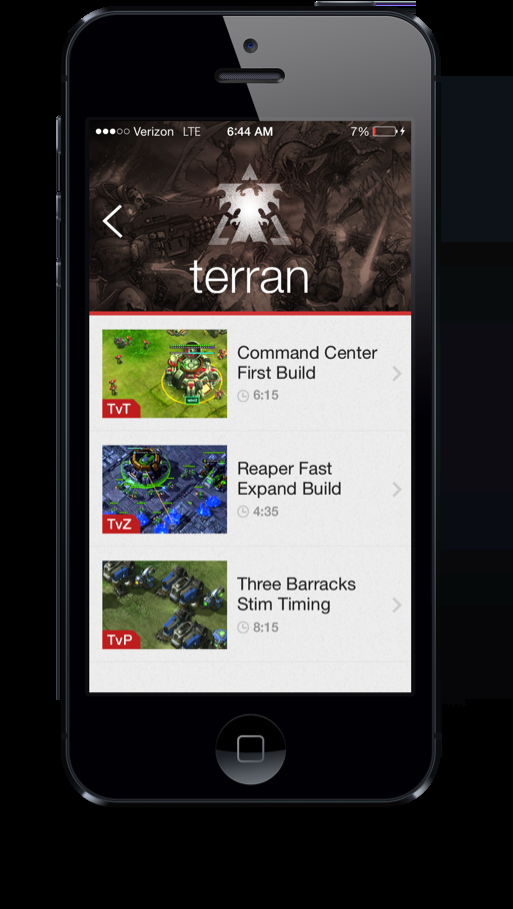 Verizon LTE 6:44 AM 7%
terran
Command Center
First Build
6:15
TvT
Reaper Fast
Expand Build
4:35
TvZ
Three Barracks
Stim Timing
8:15
TvP